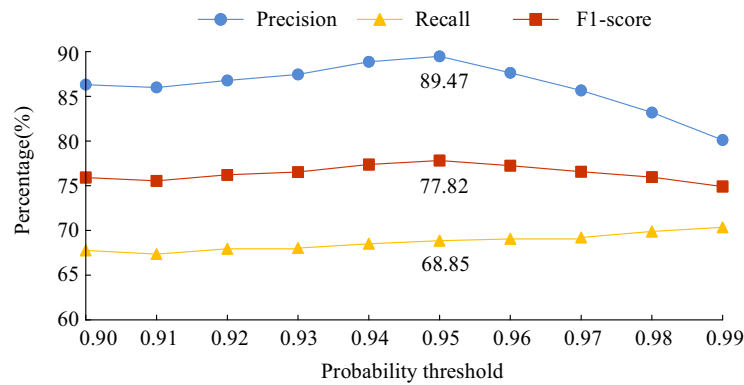 Precision Recall F1-score
Percentage(%)
90
85
80
75
70
65
60
89.47
77.82
68.85
0.90 0.91 0.92 0.93 0.94 0.95 0.96 0.97 0.98 0.99
Probability threshold